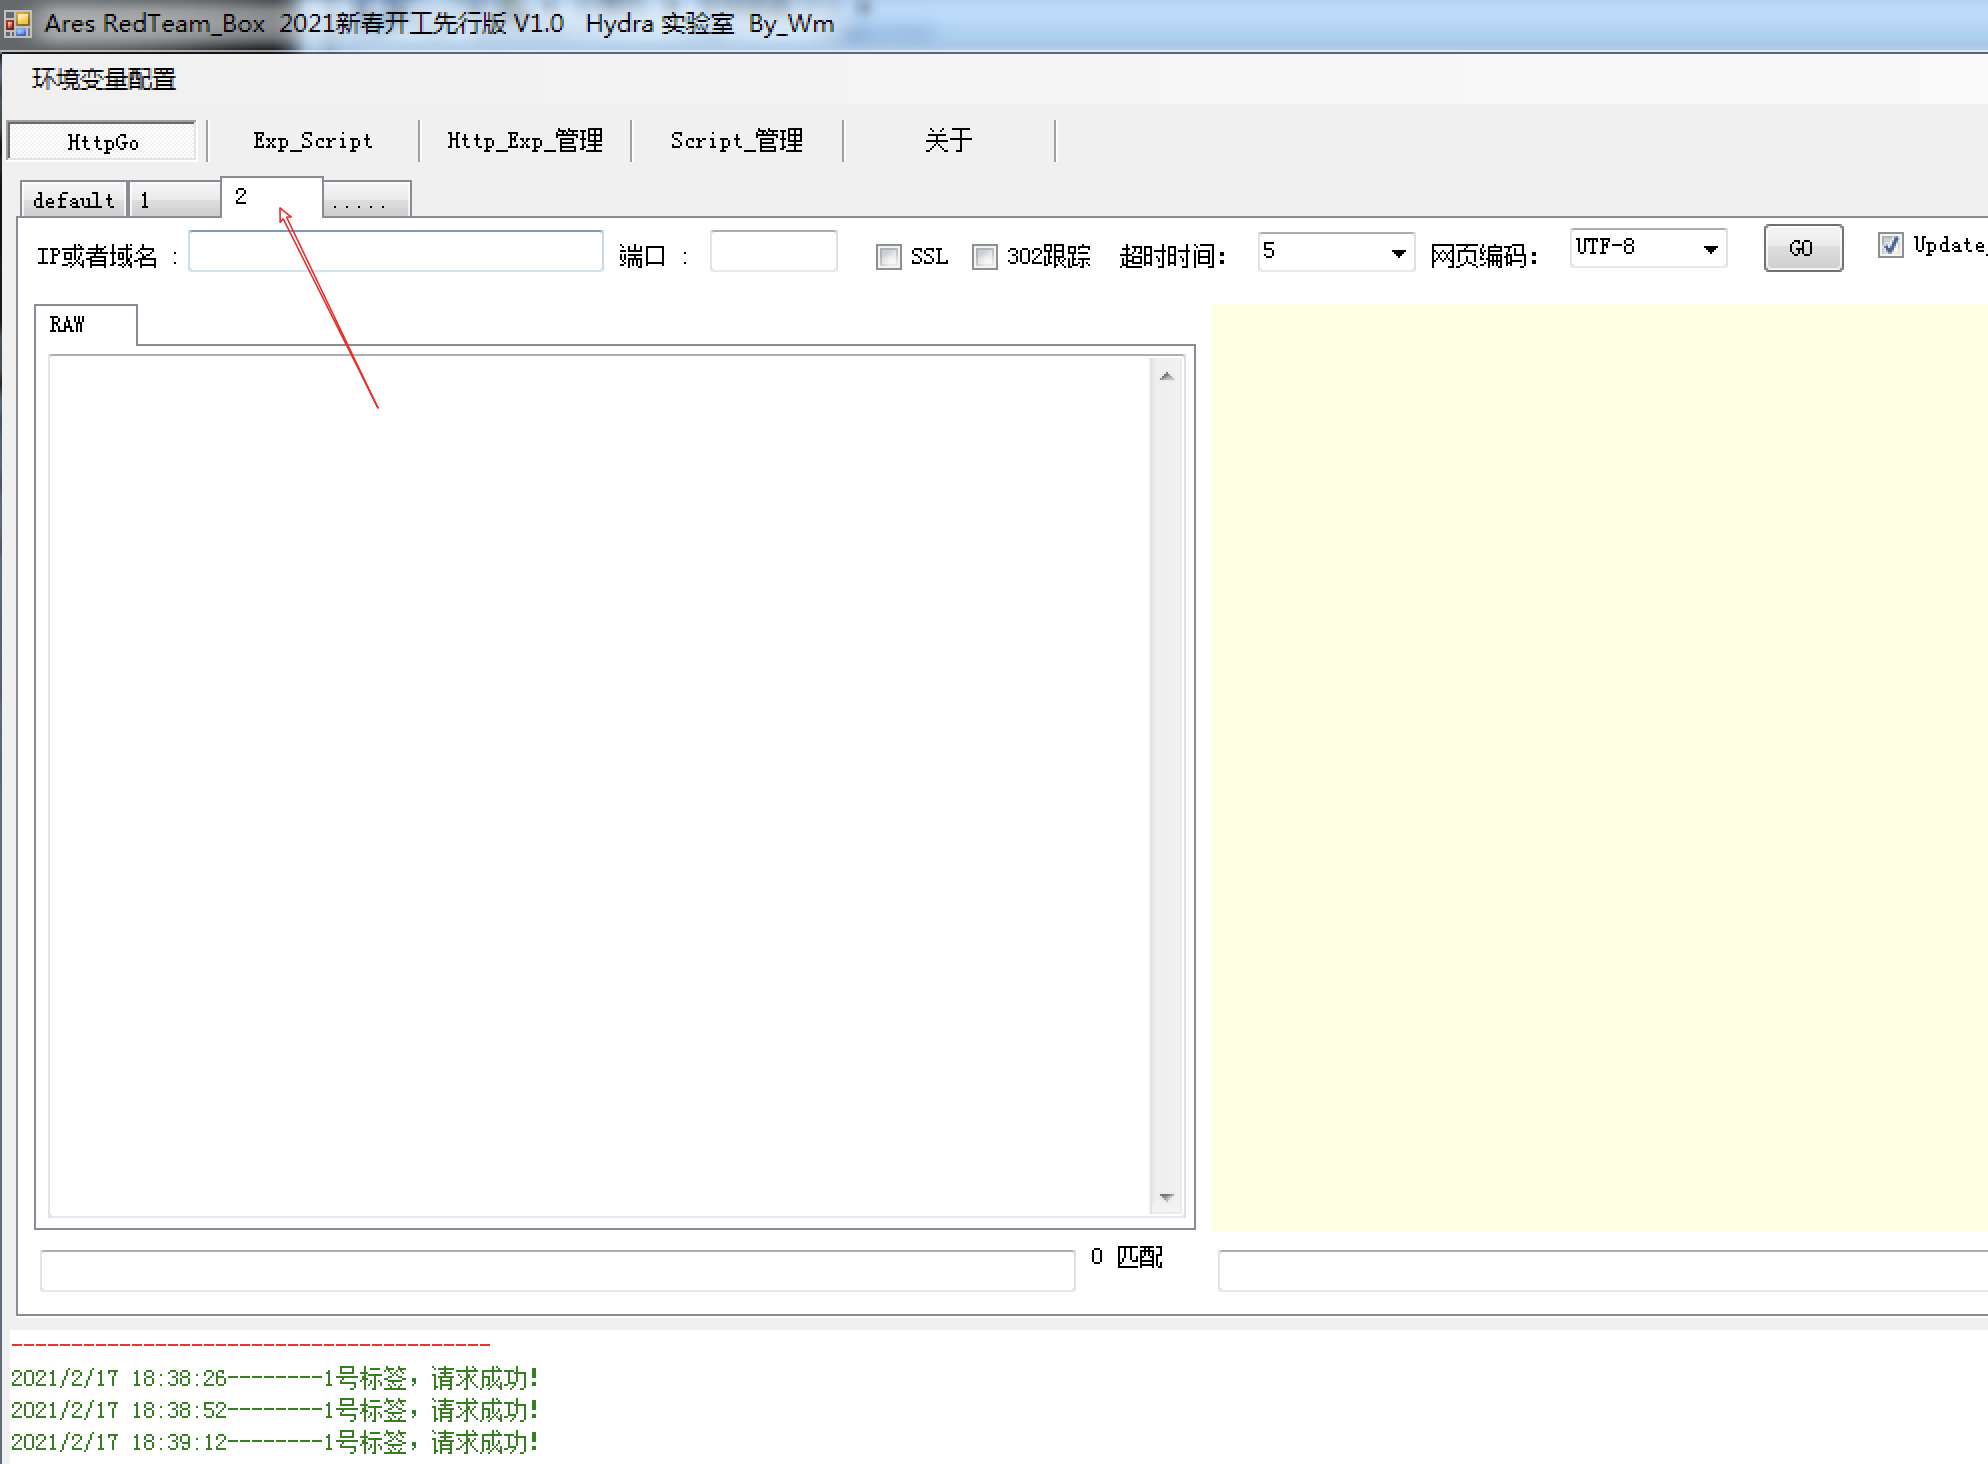 Ares RedTeam_Box 2021新春开工先行版 V1.0 Hydra 实验室 By_Wm
环境变量配置
HttpGo Exp_Script Http_Exp_管理 Script_管理 关于
default 1 2 .....
IP或者域名 : 端口 : SSL 302跟踪 超时时间: 5 网页编码: UTF-8 GO Update_
RAW
0 匹配
----------------------------------------
2021/2/17 18:38:26--------1号标签，请求成功!
2021/2/17 18:38:52--------1号标签，请求成功!
2021/2/17 18:39:12--------1号标签，请求成功!